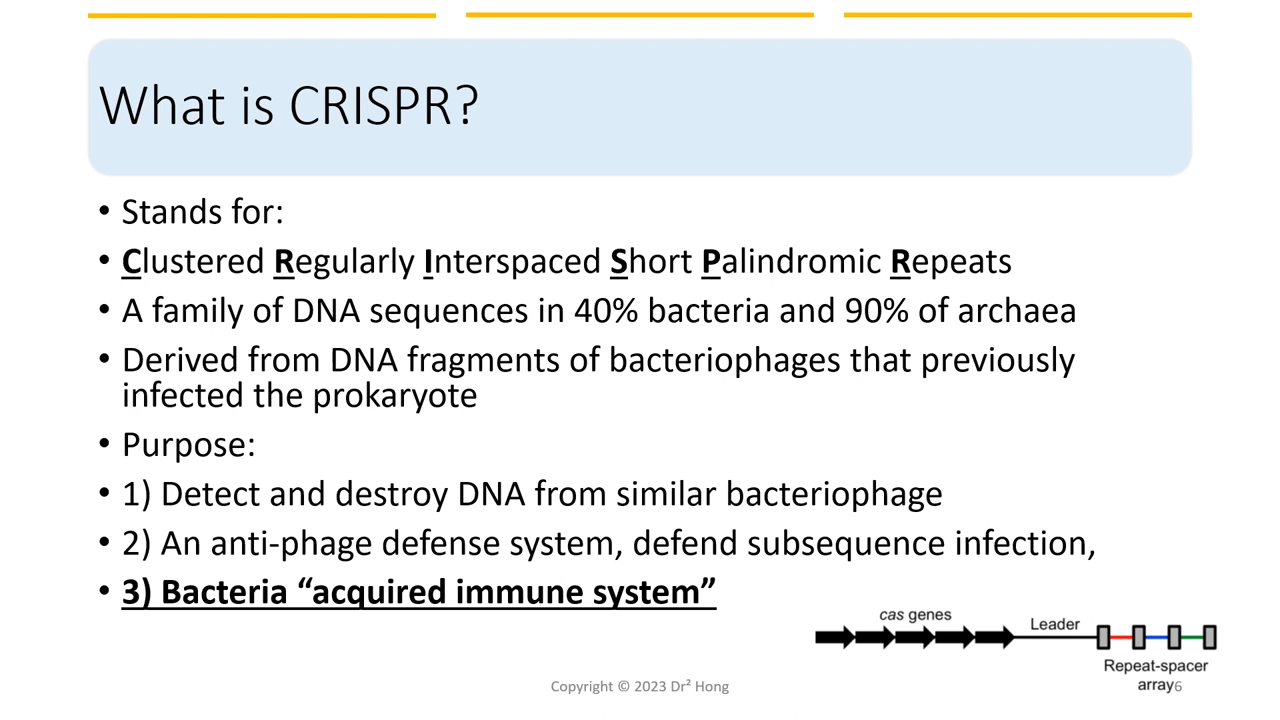 What is CRISPR?
• Stands for:
• Clustered Regularly Interspaced Short Palindromic Repeats
• A family of DNA sequences in 40% bacteria and 90% of archaea
• Derived from DNA fragments of bacteriophages that previously
infected the prokaryote
• Purpose:
• 1) Detect and destroy DNA from similar bacteriophage
• 2) An anti-phage defense system, defend subsequence infection,
• 3) Bacteria “acquired immune system”
cas genes
Leader
Repeat-spacer
array
Copyright © 2023 Dr² Hong
6